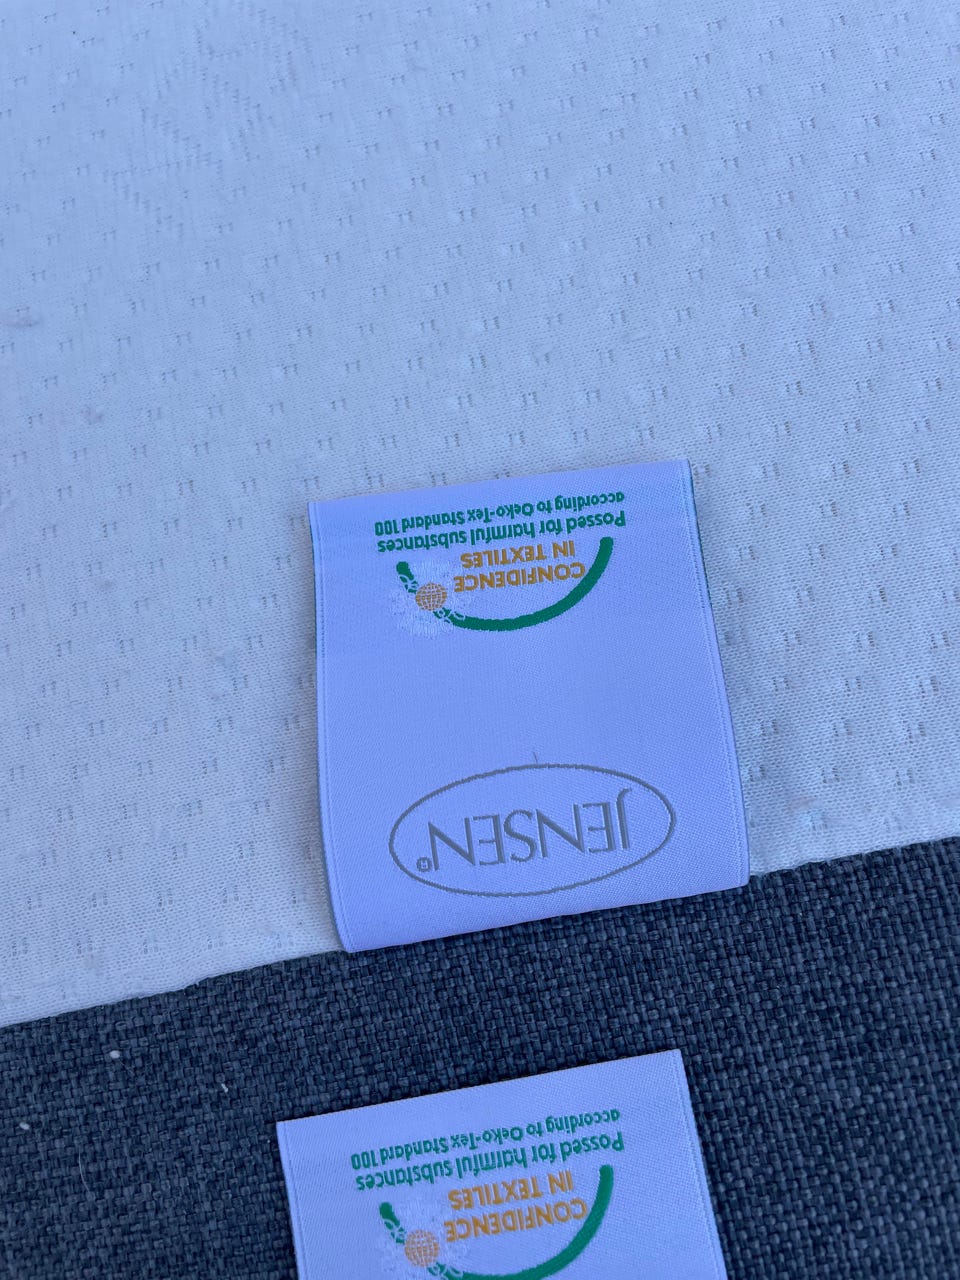 CONFIDENCE
IN TEXTILES
Possed for harmful substances
according to Oeko-Tex Standard 100
JENSEN®
CONFIDENCE
IN TEXTILES
Possed for harmful substances
according to Oeko-Tex Standard 100